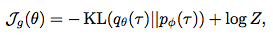 𝒥_g(θ) = − KL(q_θ(τ)||p_ϕ(τ)) + log Z,